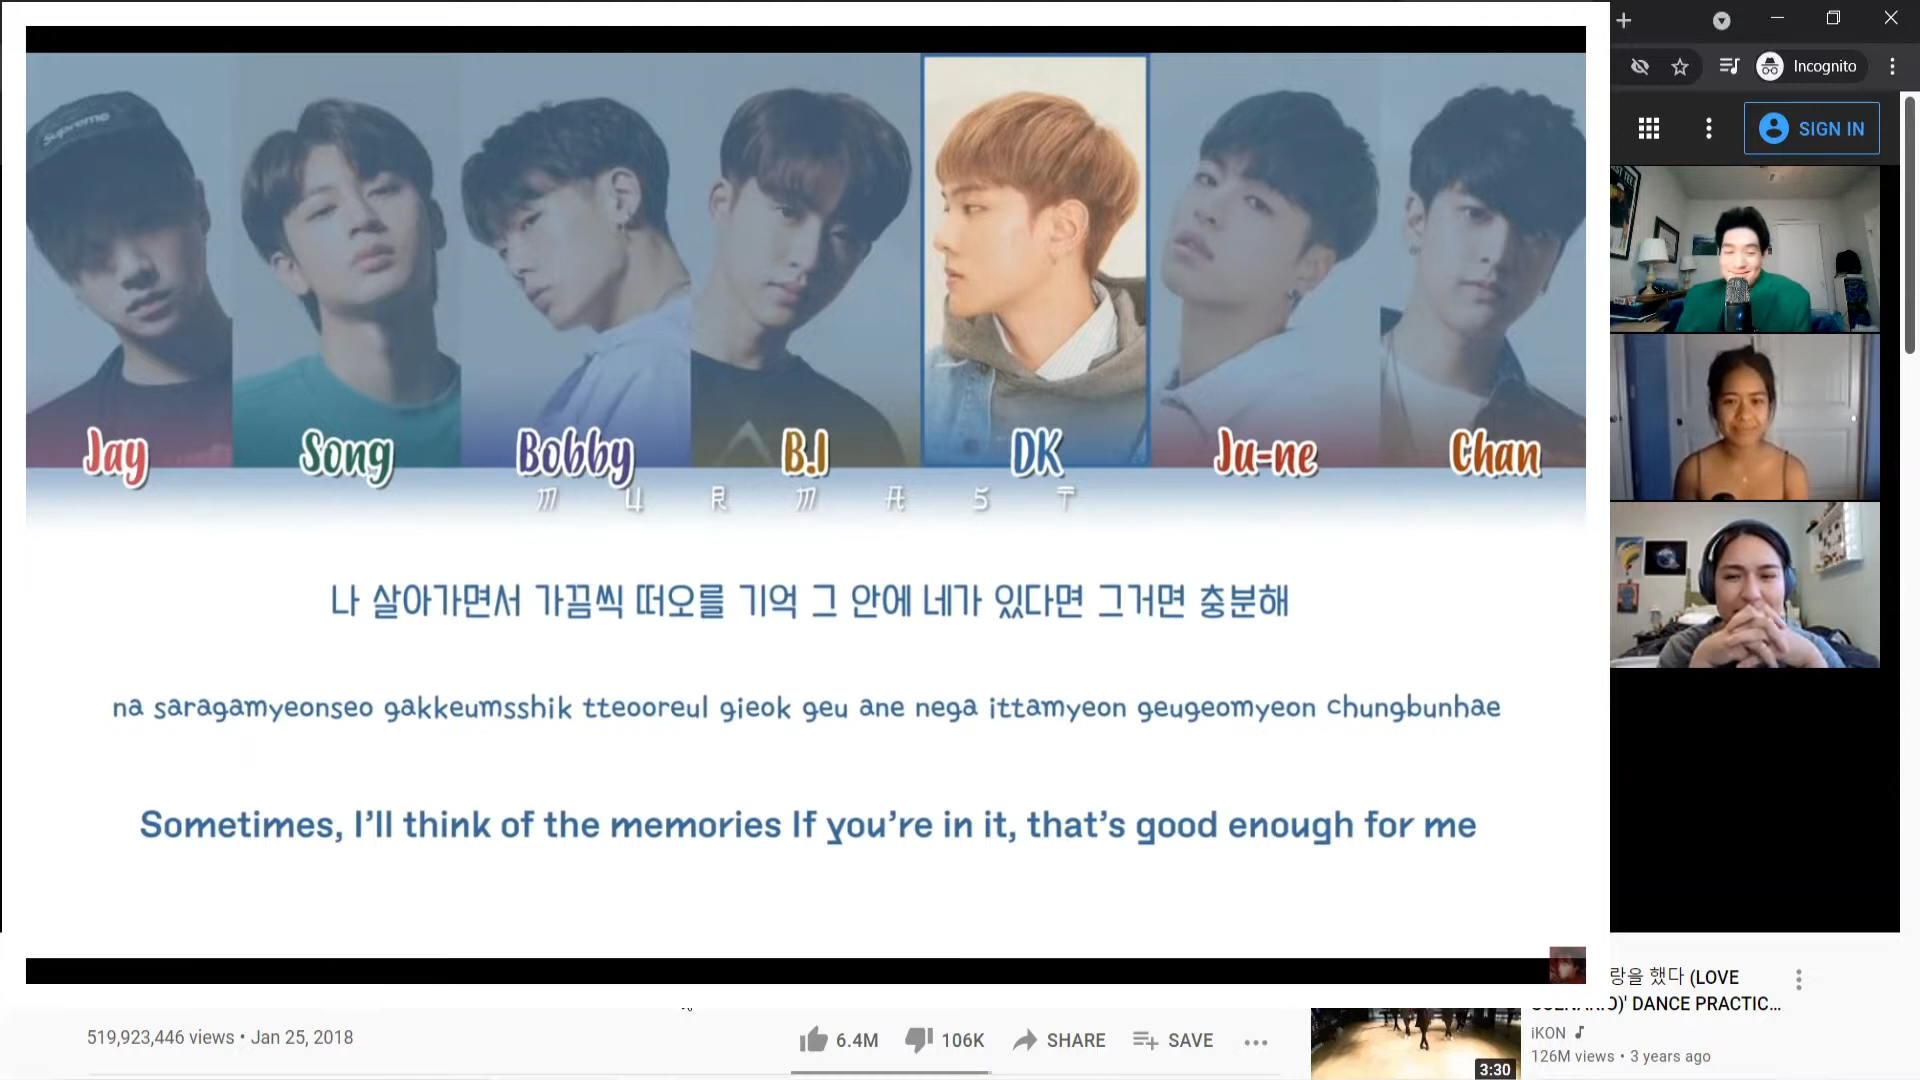 Incognito
SIGN IN
Supreme
Jay
Song
Bobby
B.I
DK
Ju-ne
Chan
나 살아가면서 가끔씩 떠오를 기억 그 안에 네가 있다면 그거면 충분해
na saragamyeonseo gakkeumsshik tteooreul gieok geu ane nega ittamyeon geugeomyeon chungbunhae
Sometimes, I'll think of the memories If you're in it, that's good enough for me
519,923,446 views • Jan 25, 2018
6.4M
106K
SHARE
SAVE
랑을 했다 (LOVE
SCENARIO)' DANCE PRACTIC...
iKON
126M views • 3 years ago
3:30